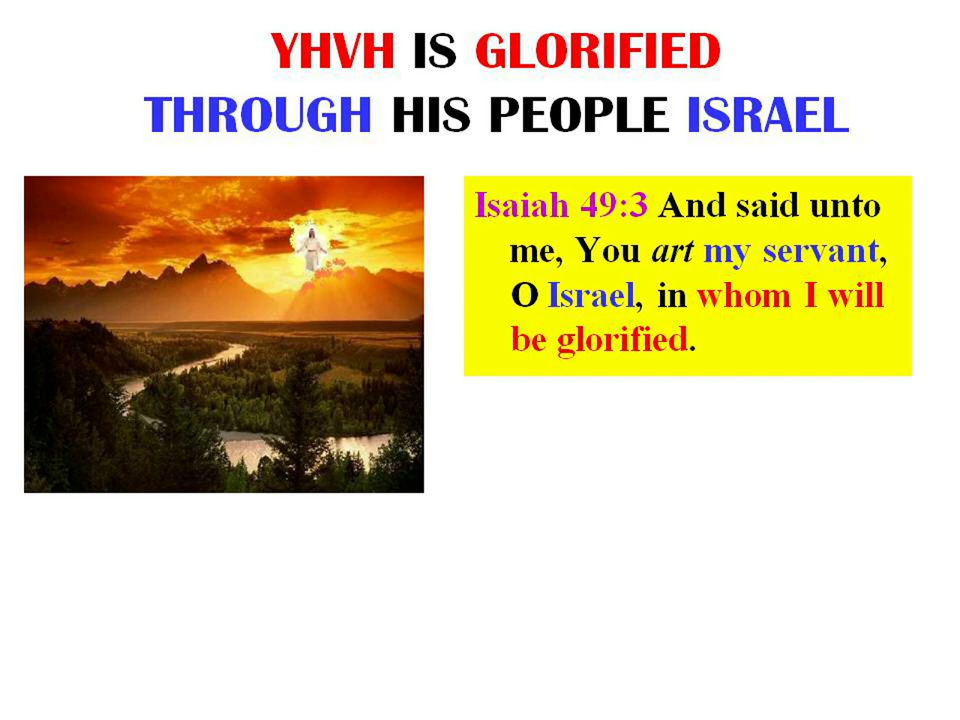 YHVH IS GLORIFIED
THROUGH HIS PEOPLE ISRAEL
Isaiah 49:3 And said unto
me, You art my servant,
O Israel, in whom I will
be glorified.